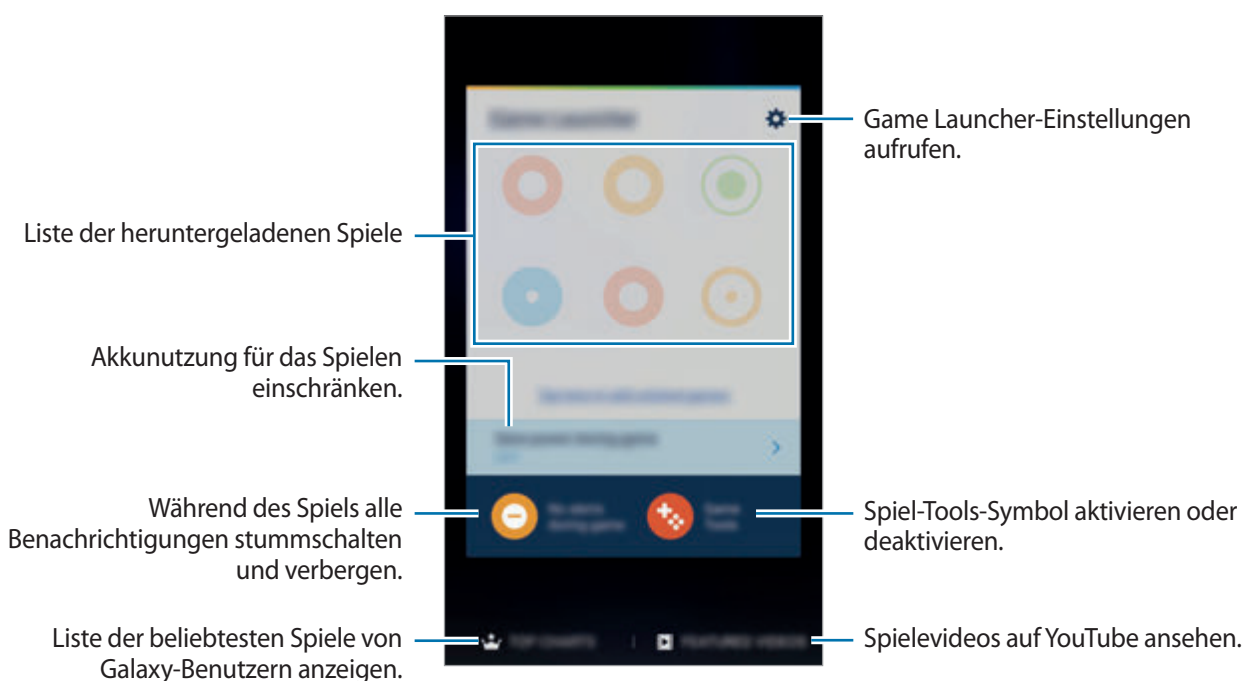 Game Launcher-Einstellungen
aufrufen.
Liste der heruntergeladenen Spiele
Akkunutzung für das Spielen
einschränken.
Während des Spiels alle
Benachrichtigungen stummschalten
und verbergen.
Spiel-Tools-Symbol aktivieren oder
deaktivieren.
Liste der beliebtesten Spiele von
Galaxy-Benutzern anzeigen.
Spielevideos auf YouTube ansehen.